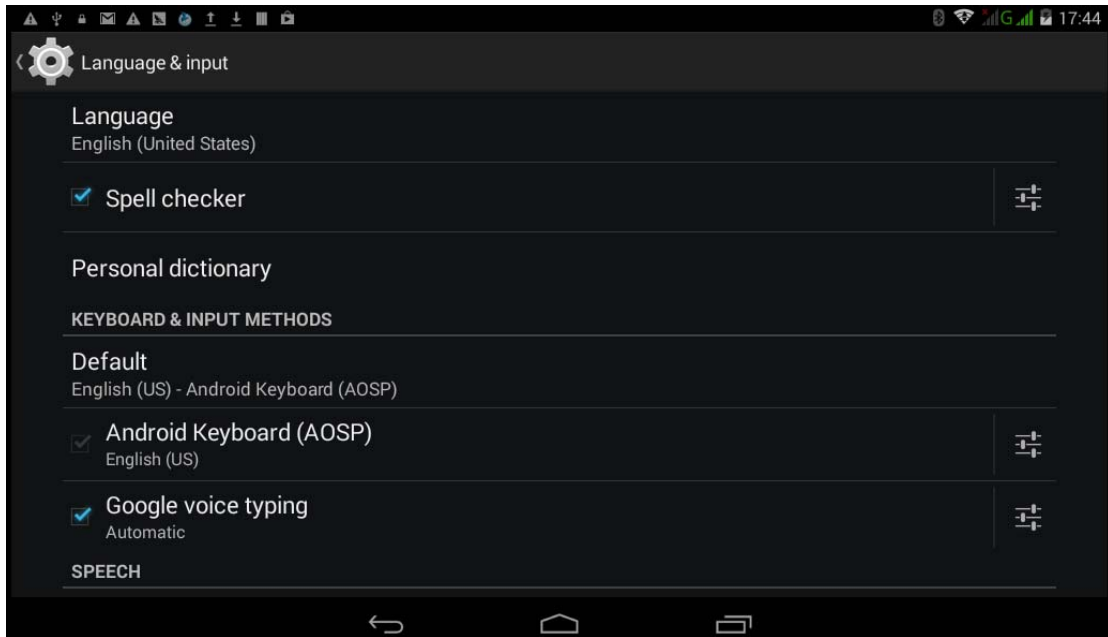 G 17:44
Language & input
Language
English (United States)
Spell checker
Personal dictionary
KEYBOARD & INPUT METHODS
Default
English (US) - Android Keyboard (AOSP)
Android Keyboard (AOSP)
English (US)
Google voice typing
Automatic
SPEECH